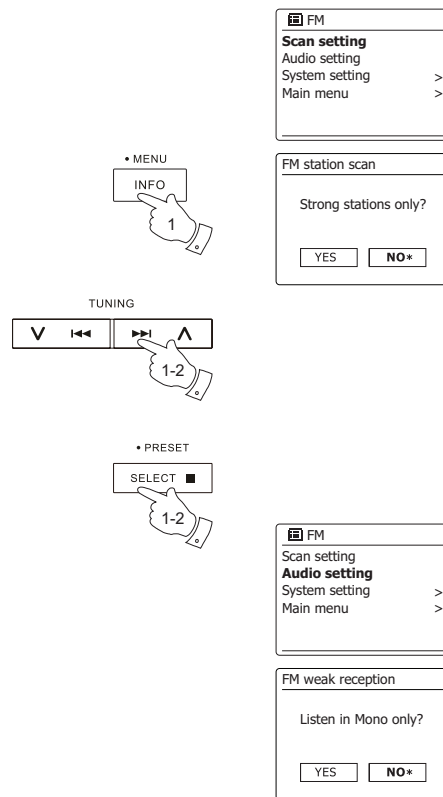 FM
Scan setting
Audio setting
System setting >
Main menu >
• MENU
INFO
1
FM station scan
Strong stations only?
YES NO*
TUNING
1-2
• PRESET
SELECT
1-2
FM
Scan setting
Audio setting
System setting >
Main menu >
FM weak reception
Listen in Mono only?
YES NO*